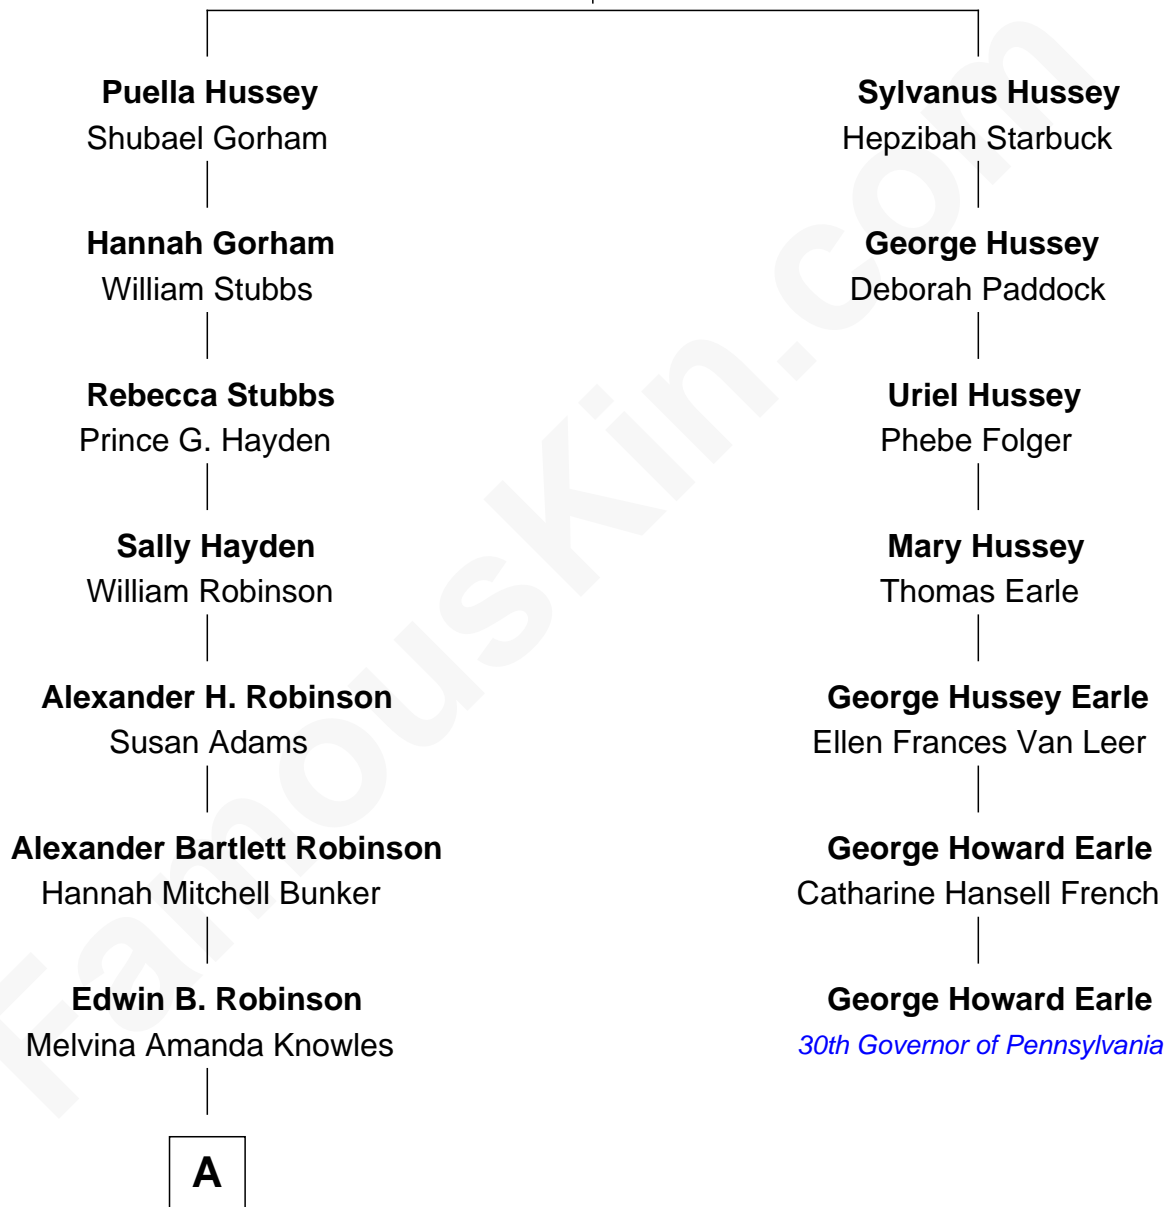 Puella Hussey
Shubael Gorham
Sylvanus Hussey
Hepzibah Starbuck
Hannah Gorham
William Stubbs
George Hussey
Deborah Paddock
Rebecca Stubbs
Prince G. Hayden
Uriel Hussey
Phebe Folger
Sally Hayden
William Robinson
Mary Hussey
Thomas Earle
Alexander H. Robinson
Susan Adams
George Hussey Earle
Ellen Frances Van Leer
Alexander Bartlett Robinson
Hannah Mitchell Bunker
George Howard Earle
Catharine Hansell French
Edwin B. Robinson
Melvina Amanda Knowles
George Howard Earle
30th Governor of Pennsylvania
A
FamousKin.com